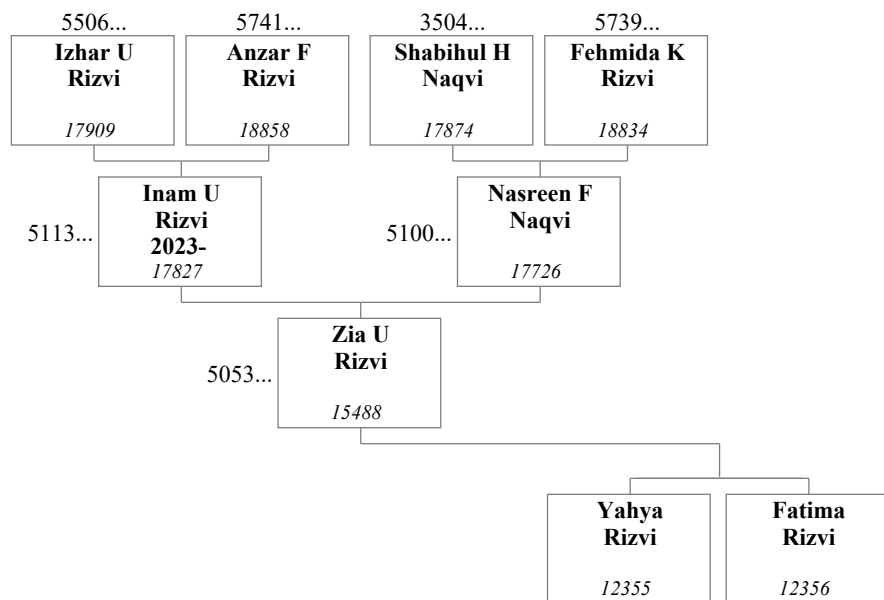 5506...
5741...
3504...
5739...
Izhar U
Rizvi
17909
Anzar F
Rizvi
18858
Shabihul H
Naqvi
17874
Fehmida K
Rizvi
18834
5113...
Inam U
Rizvi
2023-
17827
5100...
Nasreen F
Naqvi
17726
5053...
Zia U
Rizvi
15488
Yahya
Rizvi
12355
Fatima
Rizvi
12356